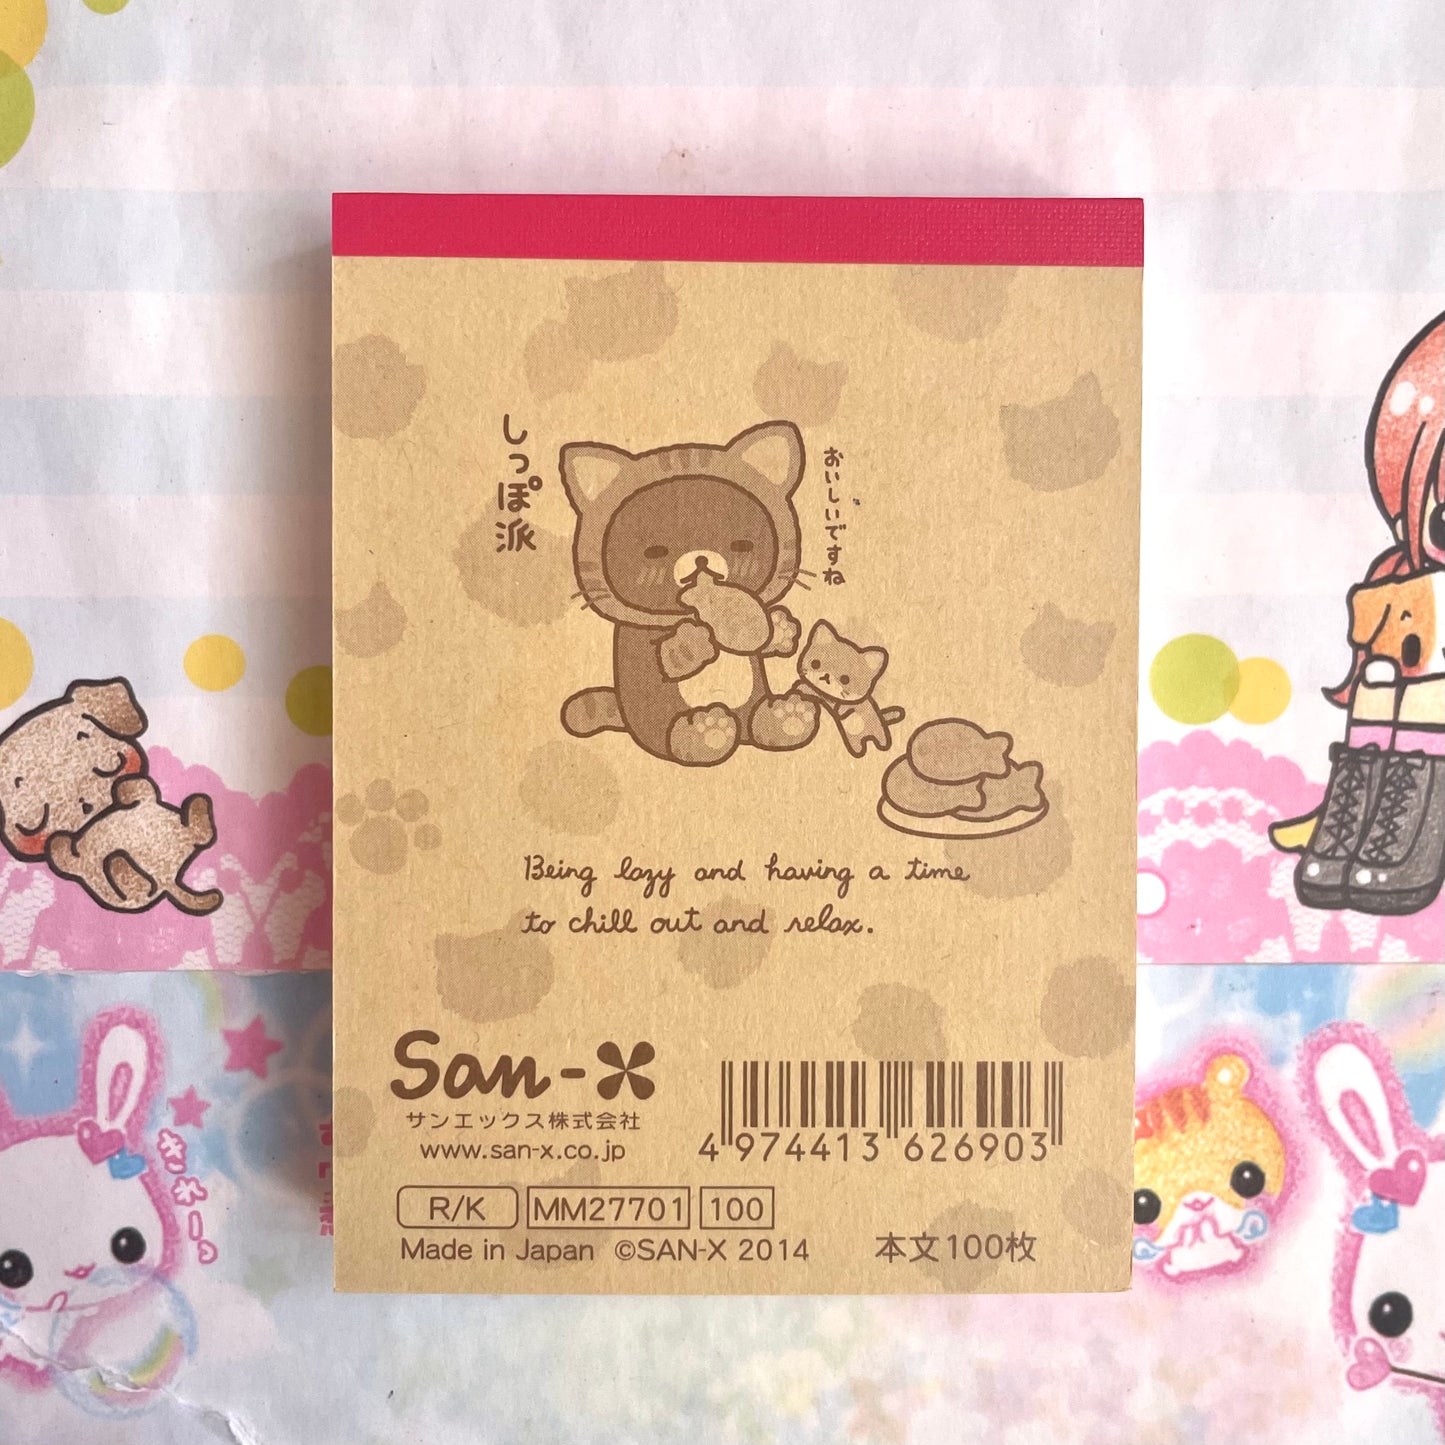 しっぽ派
おいしいですね
Being lazy and having a time
to chill out and relax.
San-X
サンエックス株式会社
www.san-x.co.jp
4 974413 626903
R/K MM27701 100
Made in Japan ©SAN-X 2014 本文100枚